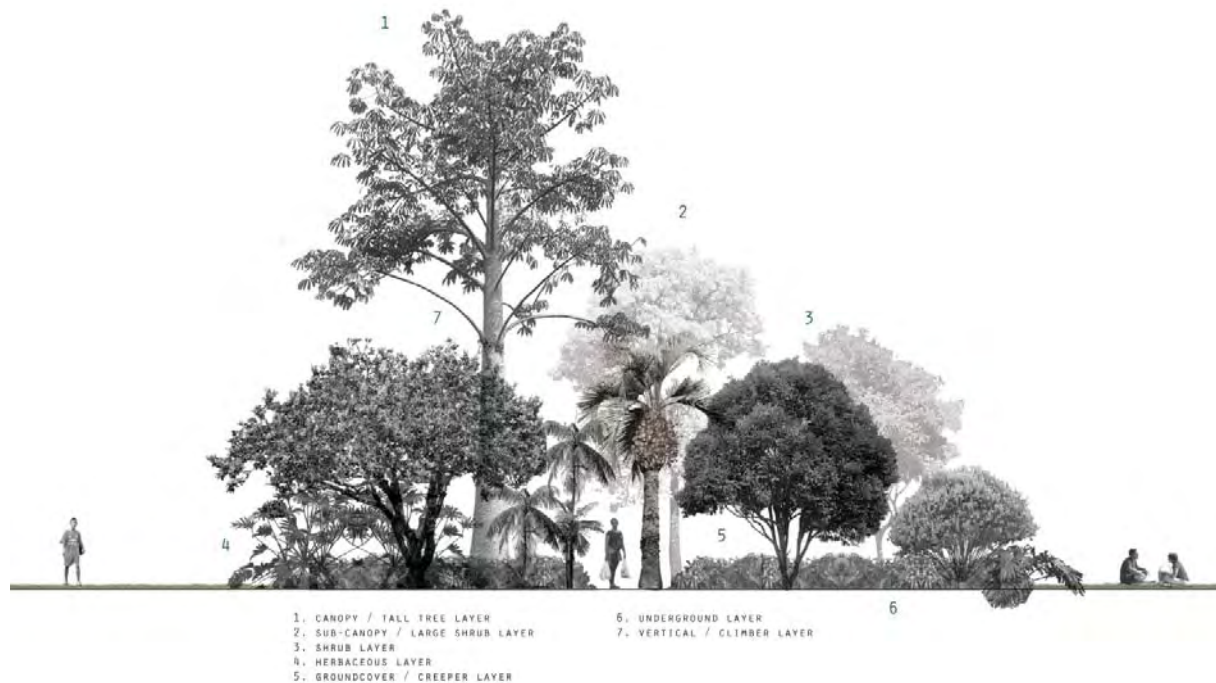 1
2
3
7
4
5
6
1. CANOPY / TALL TREE LAYER
2. SUB-CANOPY / LARGE SHRUB LAYER
3. SHRUB LAYER
4. HERBACEOUS LAYER
5. GROUNDCOVER / CREEPER LAYER
6. UNDERGROUND LAYER
7. VERTICAL / CLIMBER LAYER